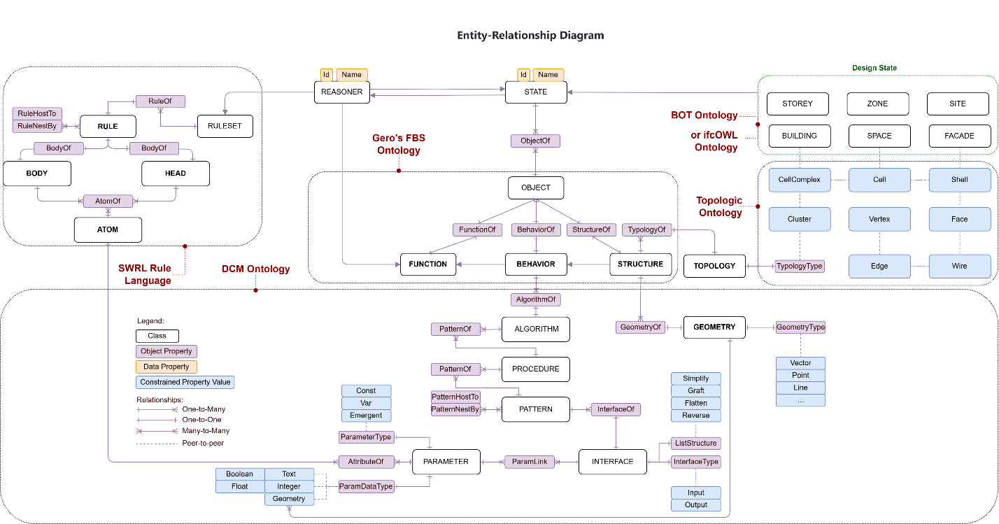 Entity-Relationship Diagram
Id
Name
REASONER
Id
Name
STATE
Design State
STOREY
ZONE
SITE
BUILDING
SPACE
FACADE
BOT Ontology
or ifcOWL
Ontology
RuleOf
RuleHostTo
RuleNestBy
RULE
RULESET
BodyOf
BodyOf
BODY
HEAD
AtomOf
ATOM
SWRL Rule
Language
DCM Ontology
Gero's FBS
Ontology
ObjectOf
OBJECT
FunctionOf
BehaviorOf
StructureOf
TypologyOf
FUNCTION
BEHAVIOR
STRUCTURE
TOPOLOGY
TypologyType
Topologic
Ontology
CellComplex
Cell
Shell
Cluster
Vertex
Face
Edge
Wire
AlgorithmOf
PatternOf
ALGORITHM
GeometryOf
GEOMETRY
GeometryType
Vector
Point
Line
...
PatternOf
PROCEDURE
PatternHostTo
PatternNestBy
PATTERN
InterfaceOf
Simplify
Graft
Flatten
Reverse
ListStructure
InterfaceType
Input
Output
Const
Var
Emergent
ParameterType
AttributeOf
PARAMETER
ParamLink
INTERFACE
ParamDataType
Boolean
Text
Float
Integer
Geometry
Legend:
Class
Object Property
Data Property
Constrained Property Value
Relationships:
One-to-Many
One-to-One
Many-to-Many
Peer-to-peer